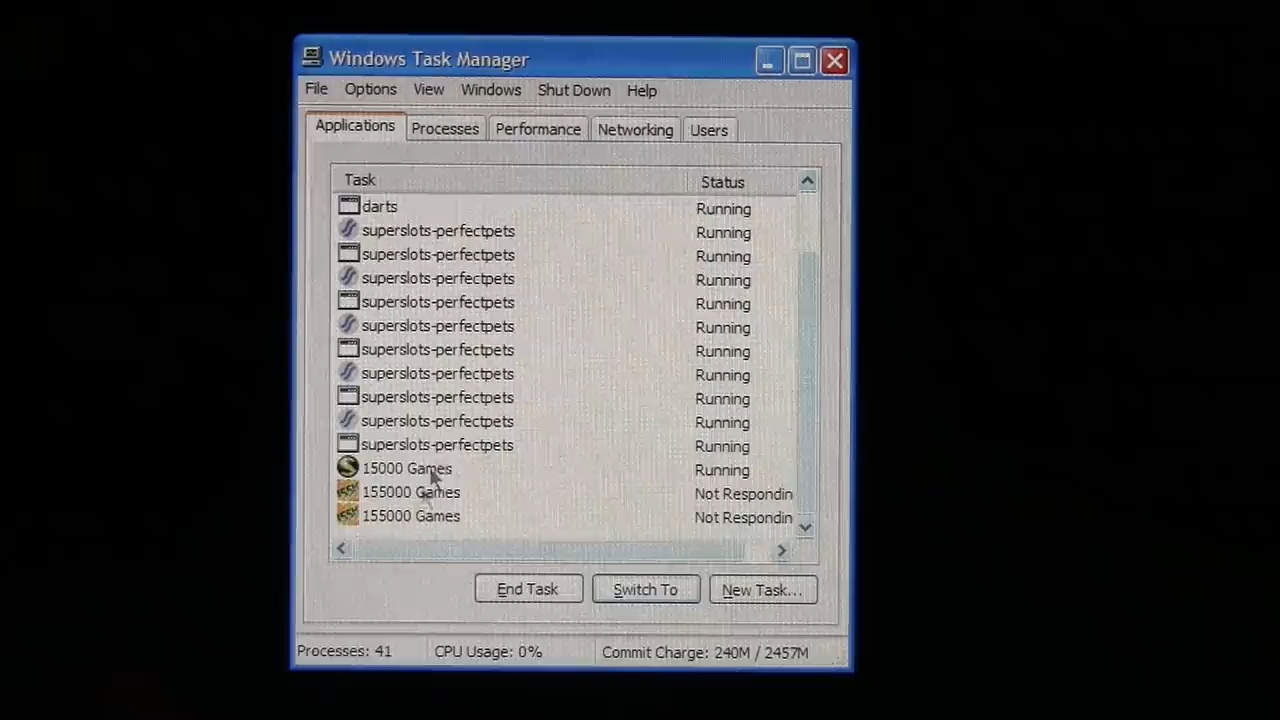 Windows Task Manager
File Options View Windows Shut Down Help
Applications Processes Performance Networking Users
Task Status
darts Running
superslots-perfectpets Running
superslots-perfectpets Running
superslots-perfectpets Running
superslots-perfectpets Running
superslots-perfectpets Running
superslots-perfectpets Running
superslots-perfectpets Running
superslots-perfectpets Running
superslots-perfectpets Running
superslots-perfectpets Running
15000 Games Running
155000 Games Not Respondin
155000 Games Not Respondin
End Task Switch To New Task...
Processes: 41 CPU Usage: 0% Commit Charge: 240M / 2457M